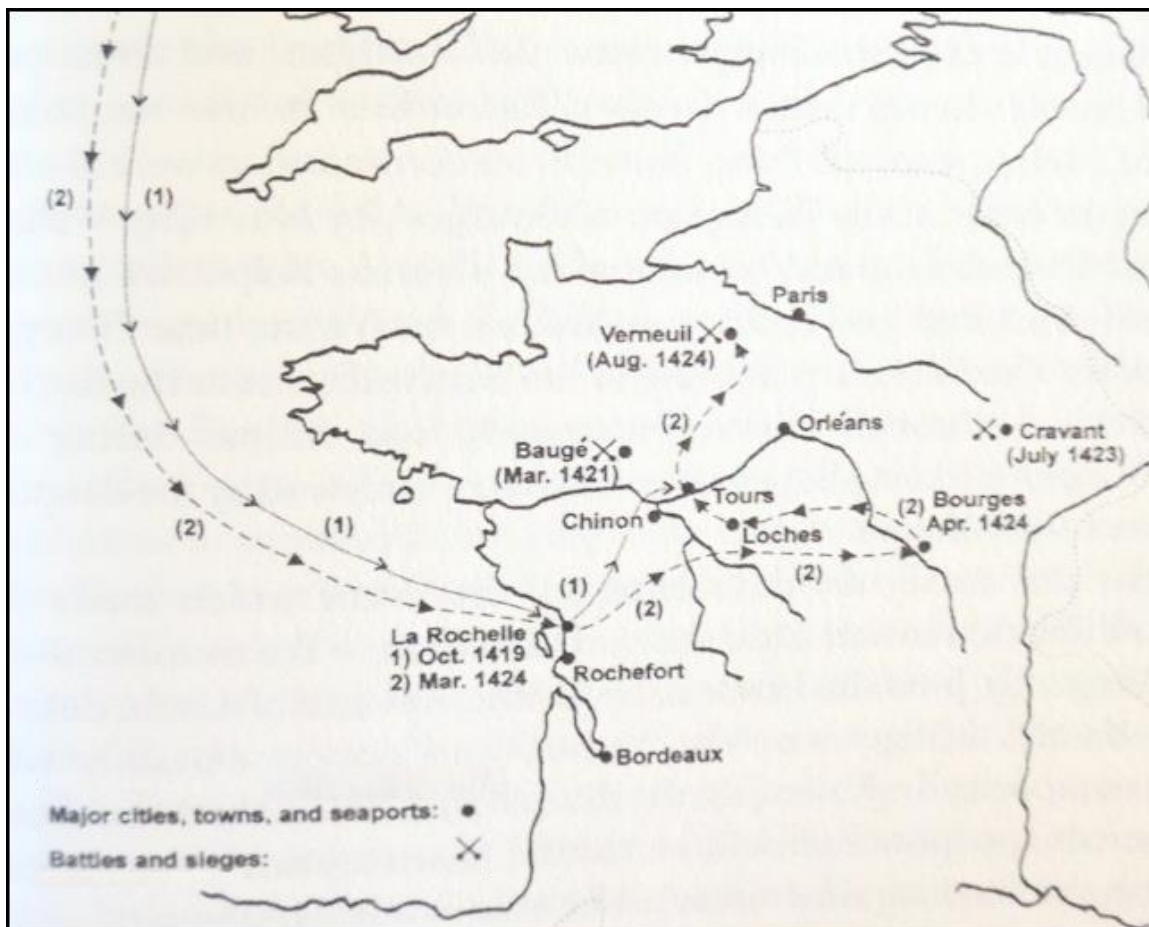 (2)
(1)
Paris
Verneuil
(Aug. 1424)
(2)
Orléans
Baugé
(Mar. 1421)
Cravant
(July 1423)
Tours
Chinon
Loches
(2)
Bourges
Apr. 1424
(2)
(1)
(2)
(1)
(2)
La Rochelle
1) Oct. 1419
2) Mar. 1424
Rochefort
Bordeaux
Major cities, towns, and seaports:
Battles and sieges: